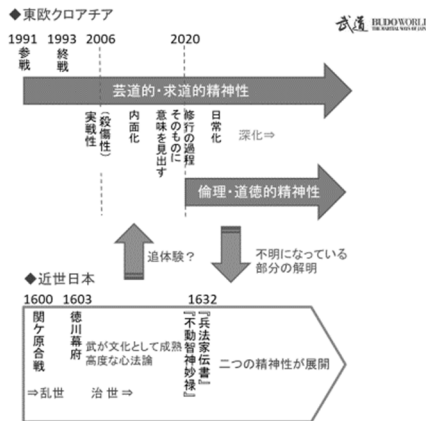 ◆東欧クロアチア
武道 BUDO WORLD
THE MARTIAL WAYS OF JAPAN
1991
参戦
1993
終戦
2006
2020
芸道的・求道的精神性
実戦性
(殺傷性)
内面化
意味を見出す
そのものに
修行の過程
日常化
深化⇒
倫理・道徳的精神性
追体験?
不明になっている
部分の解明
◆近世日本
1600
関ケ原合戦
1603
徳川幕府
1632
武が文化として成熟
高度な心法論
『不動智神妙禄』
『兵法家伝書』
二つの精神性が展開
⇒乱世
治世⇒